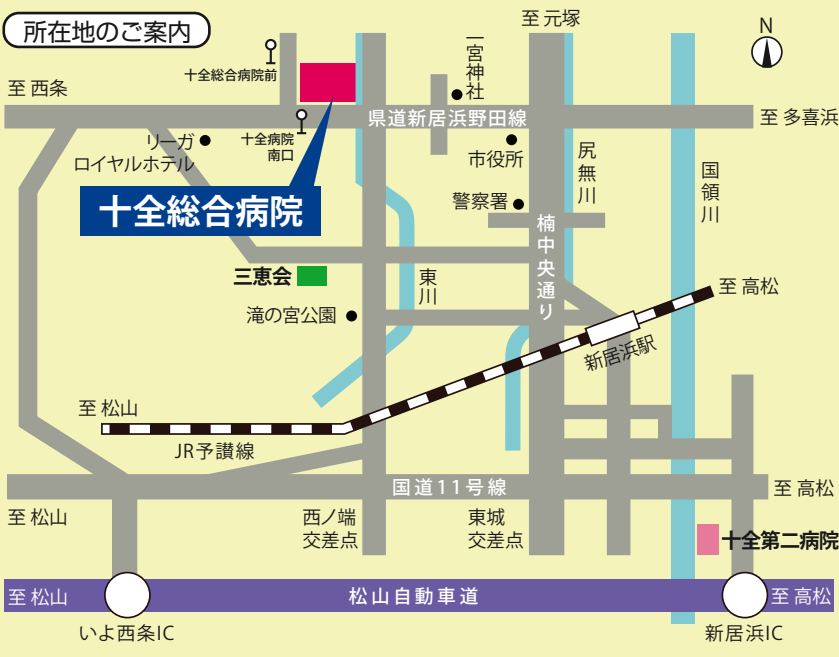 所在地のご案内
至 元塚
N
十全総合病院前
一宮神社
至 西条
県道新居浜野田線
至 多喜浜
リーガ
ロイヤルホテル
十全病院
南口
市役所
尻無川
国領川
十全総合病院
警察署
楠中央通り
三恵会
東川
滝の宮公園
至 高松
新居浜駅
至 松山
JR予讃線
国道11号線
至 高松
至 松山
西ノ端
交差点
東城
交差点
十全第二病院
至 松山
松山自動車道
至 高松
いよ西条IC
新居浜IC